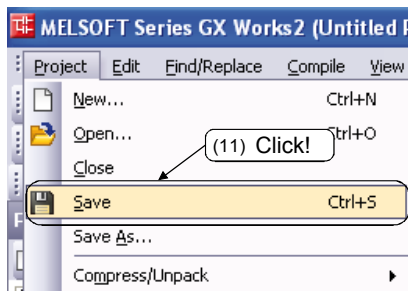 MELSOFT Series GX Works2 (Untitled
Project Edit Find/Replace Compile View
New... Ctrl+N
Open... Ctrl+O
(11) Click!
Close
Save Ctrl+S
Save As...
Compress/Unpack